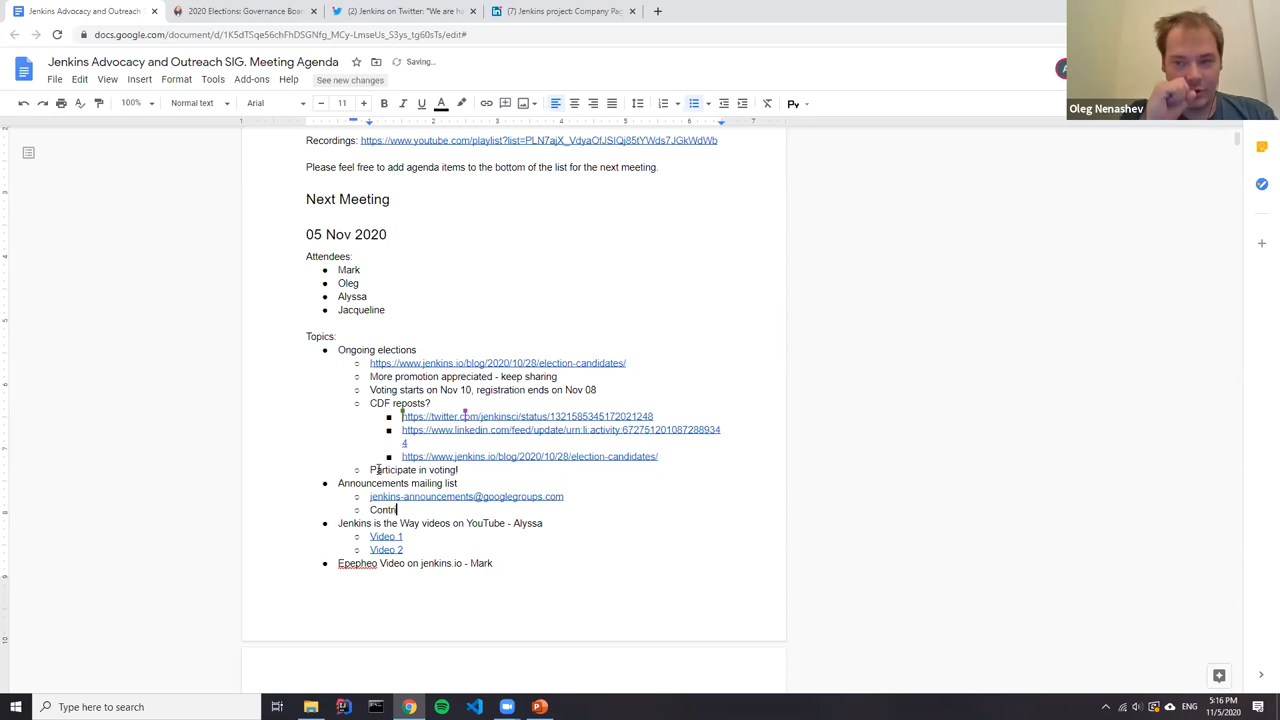 Jenkins Advocacy and Outreach
2020 Elections: Governance Boar
(2) Jenkins on Twitter: "We are ha
(7) Jenkins project: Company Pag
docs.google.com/document/d/1K5dTSqe56chFhDSGNfg_MCy-LmseUs_S3ys_tg60sTs/edit#
Jenkins Advocacy and Outreach SIG. Meeting Agenda
Saving...
File Edit View Insert Format Tools Add-ons Help
See new changes
100% Normal text Arial 11
Oleg Nenashev
Recordings: https://www.youtube.com/playlist?list=PLN7ajX_VdyaOfJSIQj85tYWds7JGkWdWb
Please feel free to add agenda items to the bottom of the list for the next meeting.
Next Meeting
05 Nov 2020
Attendees:
● Mark
● Oleg
● Alyssa
● Jacqueline
Topics:
● Ongoing elections
○ https://www.jenkins.io/blog/2020/10/28/election-candidates/
○ More promotion appreciated - keep sharing
○ Voting starts on Nov 10, registration ends on Nov 08
○ CDF reposts?
■ https://twitter.com/jenkinsci/status/1321585345172021248
■ https://www.linkedin.com/feed/update/urn:li:activity:672751201087288934
4
■ https://www.jenkins.io/blog/2020/10/28/election-candidates/
○ Participate in voting!
● Announcements mailing list
○ jenkins-announcements@googlegroups.com
○ Contri
● Jenkins is the Way videos on YouTube - Alyssa
○ Video 1
○ Video 2
● Epepheo Video on jenkins.io - Mark
Type here to search
ENG
5:16 PM
11/5/2020